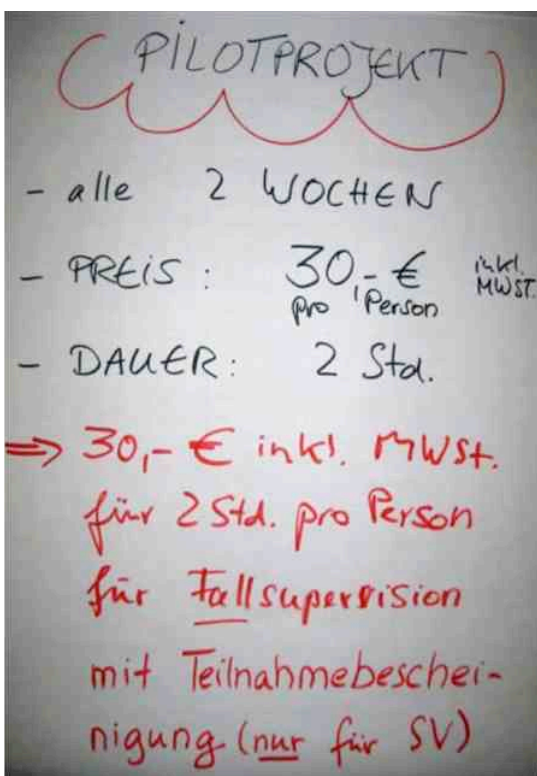 PILOTPROJEKT
- alle 2 WOCHEN
- PREIS: 30,- € inkl. MWST.
pro Person
- DAUER: 2 Std.
⇒ 30,- € inkl. MWSt.
für 2 Std. pro Person
für Fallsupervision
mit Teilnahmebeschei-
nigung (nur für SV)